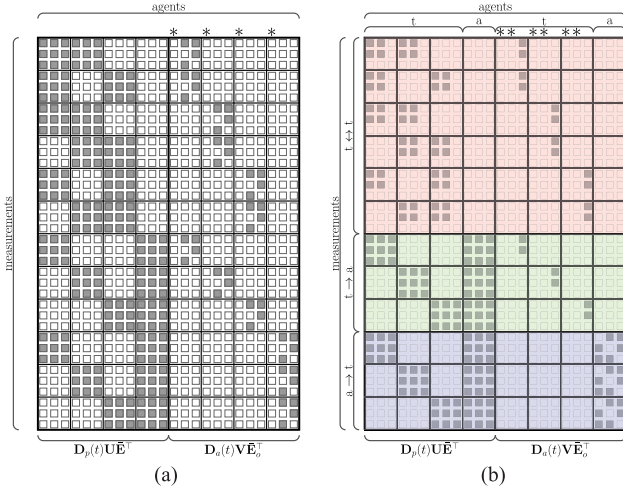 agents
* * * *
measurements
D_p(t)UĒ^⊤ D_a(t)VĒ_o^⊤
(a)
agents
t a t a
** ** **
measurements
t ↔ t
t → a
a → t
D_p(t)UĒ^⊤ D_a(t)VĒ_o^⊤
(b)